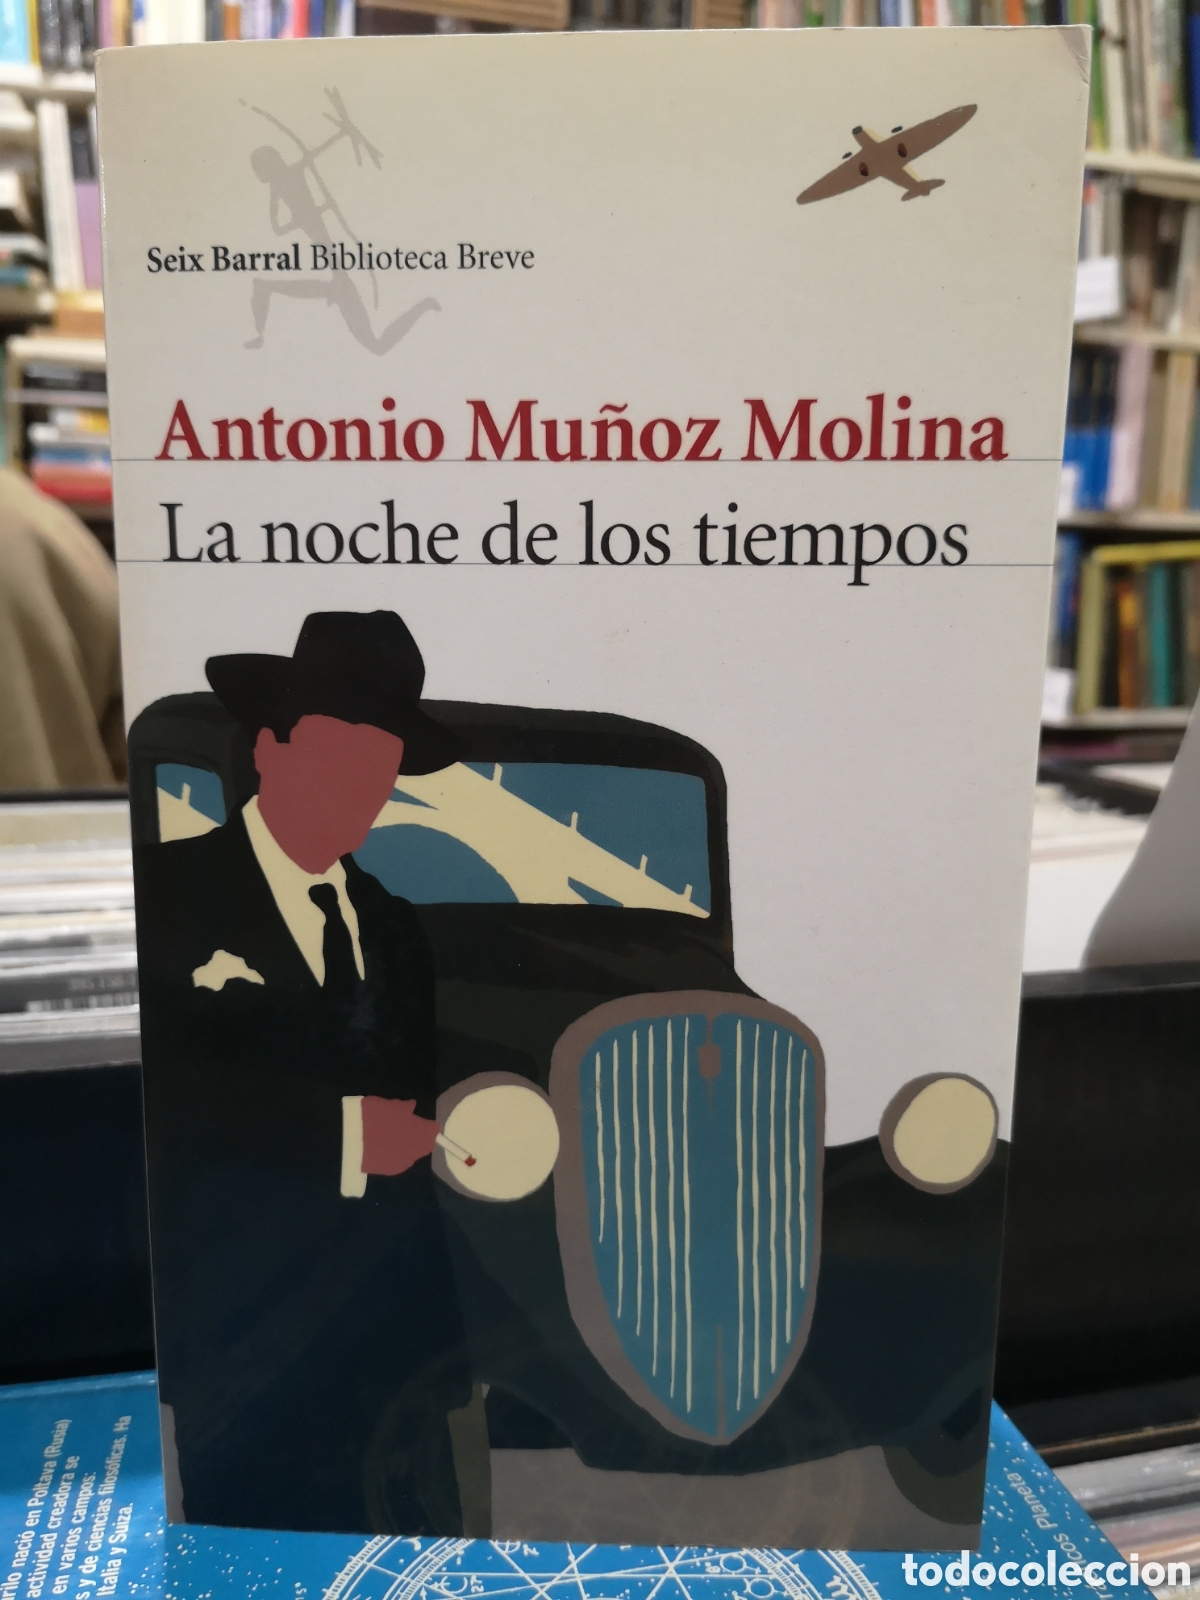 Seix Barral Biblioteca Breve
Antonio Muñoz Molina
La noche de los tiempos
rilo nació en Poltava (Rusia)
actividad creadora se
en varios campos:
s y de ciencias filosóficas. Ha
Italia y Suiza.
Planeta
todocoleccion